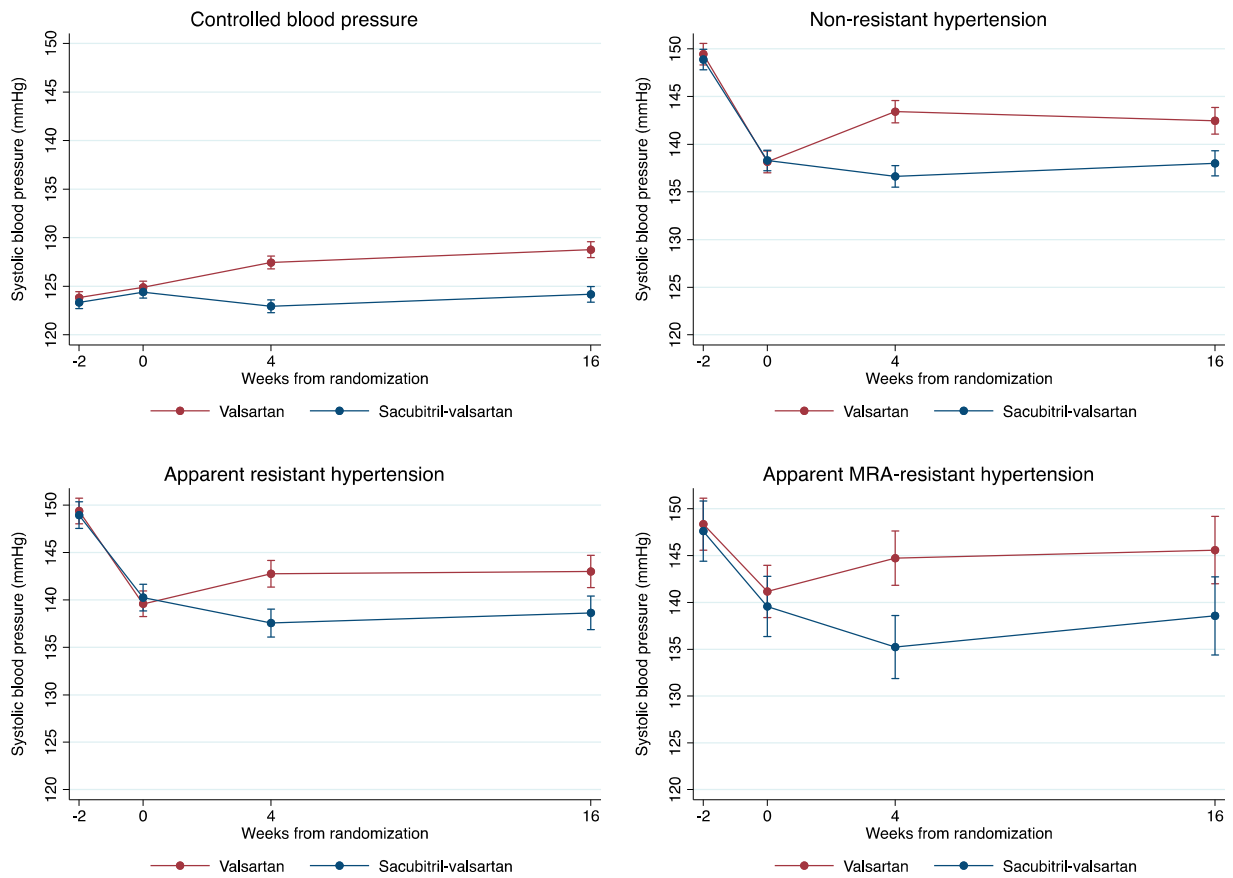 Controlled blood pressure
Systolic blood pressure (mmHg)
150
145
140
135
130
125
120
-2 0 4 16
Weeks from randomization
Valsartan Sacubitril-valsartan
Non-resistant hypertension
Systolic blood pressure (mmHg)
150
145
140
135
130
125
120
-2 0 4 16
Weeks from randomization
Valsartan Sacubitril-valsartan
Apparent resistant hypertension
Systolic blood pressure (mmHg)
150
145
140
135
130
125
120
-2 0 4 16
Weeks from randomization
Valsartan Sacubitril-valsartan
Apparent MRA-resistant hypertension
Systolic blood pressure (mmHg)
150
145
140
135
130
125
120
-2 0 4 16
Weeks from randomization
Valsartan Sacubitril-valsartan